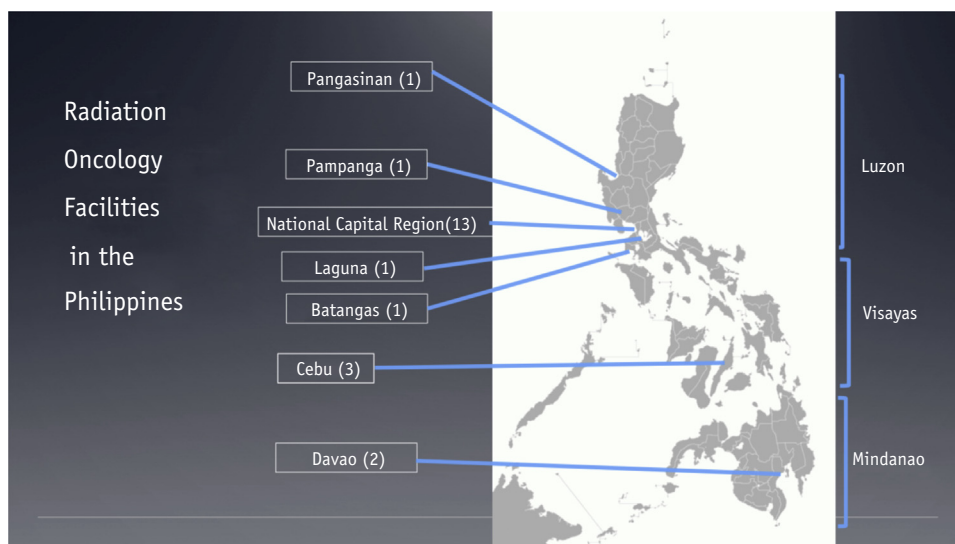 Radiation
Oncology
Facilities
in the
Philippines
Pangasinan (1)
Pampanga (1)
National Capital Region(13)
Laguna (1)
Batangas (1)
Cebu (3)
Davao (2)
Luzon
Visayas
Mindanao